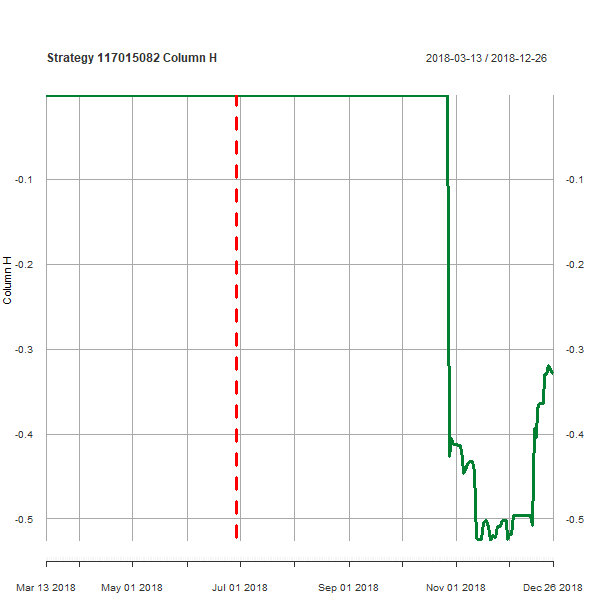 Strategy 117015082 Column H
2018-03-13 / 2018-12-26
-0.1
-0.1
-0.2
-0.2
Column H
-0.3
-0.3
-0.4
-0.4
-0.5
-0.5
Mar 13 2018
May 01 2018
Jul 01 2018
Sep 01 2018
Nov 01 2018
Dec 26 2018